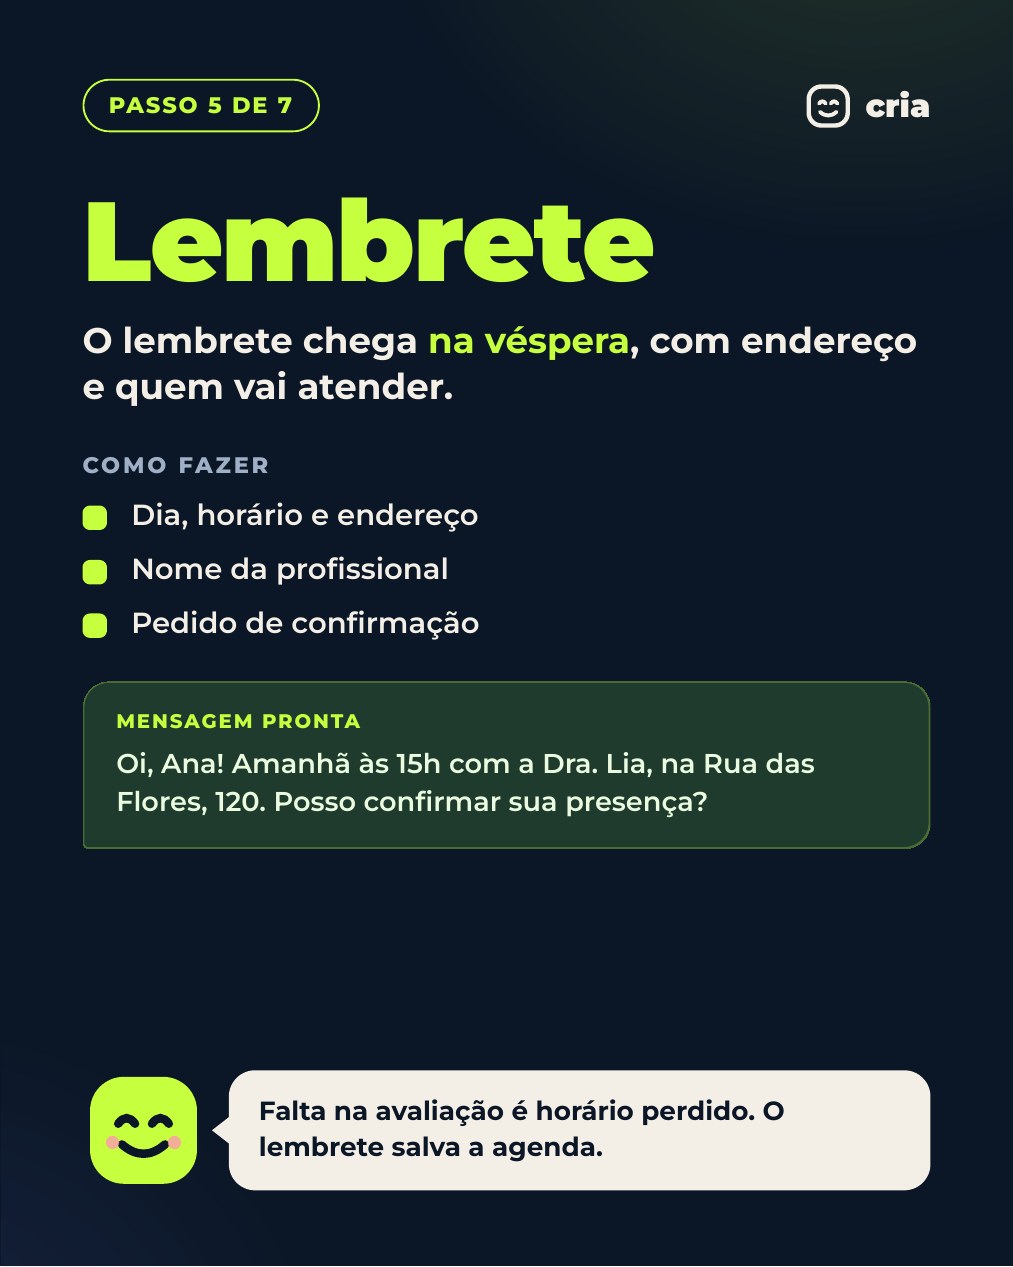 PASSO 5 DE 7
cria
Lembrete
O lembrete chega na véspera, com endereço
e quem vai atender.
COMO FAZER
Dia, horário e endereço
Nome da profissional
Pedido de confirmação
MENSAGEM PRONTA
Oi, Ana! Amanhã às 15h com a Dra. Lia, na Rua das
Flores, 120. Posso confirmar sua presença?
Falta na avaliação é horário perdido. O
lembrete salva a agenda.